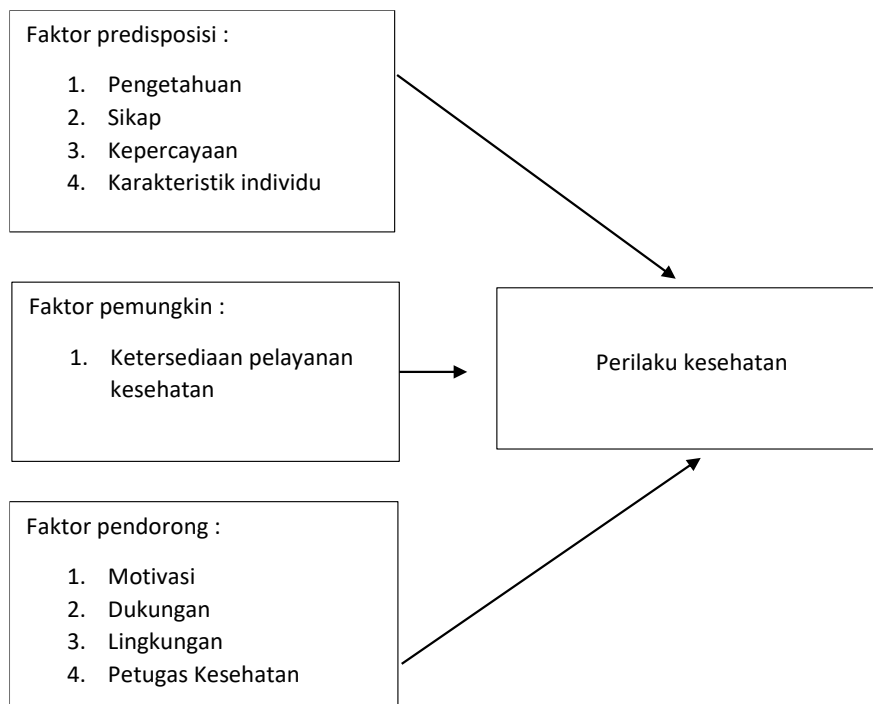 Faktor predisposisi :
1. Pengetahuan
2. Sikap
3. Kepercayaan
4. Karakteristik individu
Faktor pemungkin :
1. Ketersediaan pelayanan
kesehatan
Perilaku kesehatan
Faktor pendorong :
1. Motivasi
2. Dukungan
3. Lingkungan
4. Petugas Kesehatan